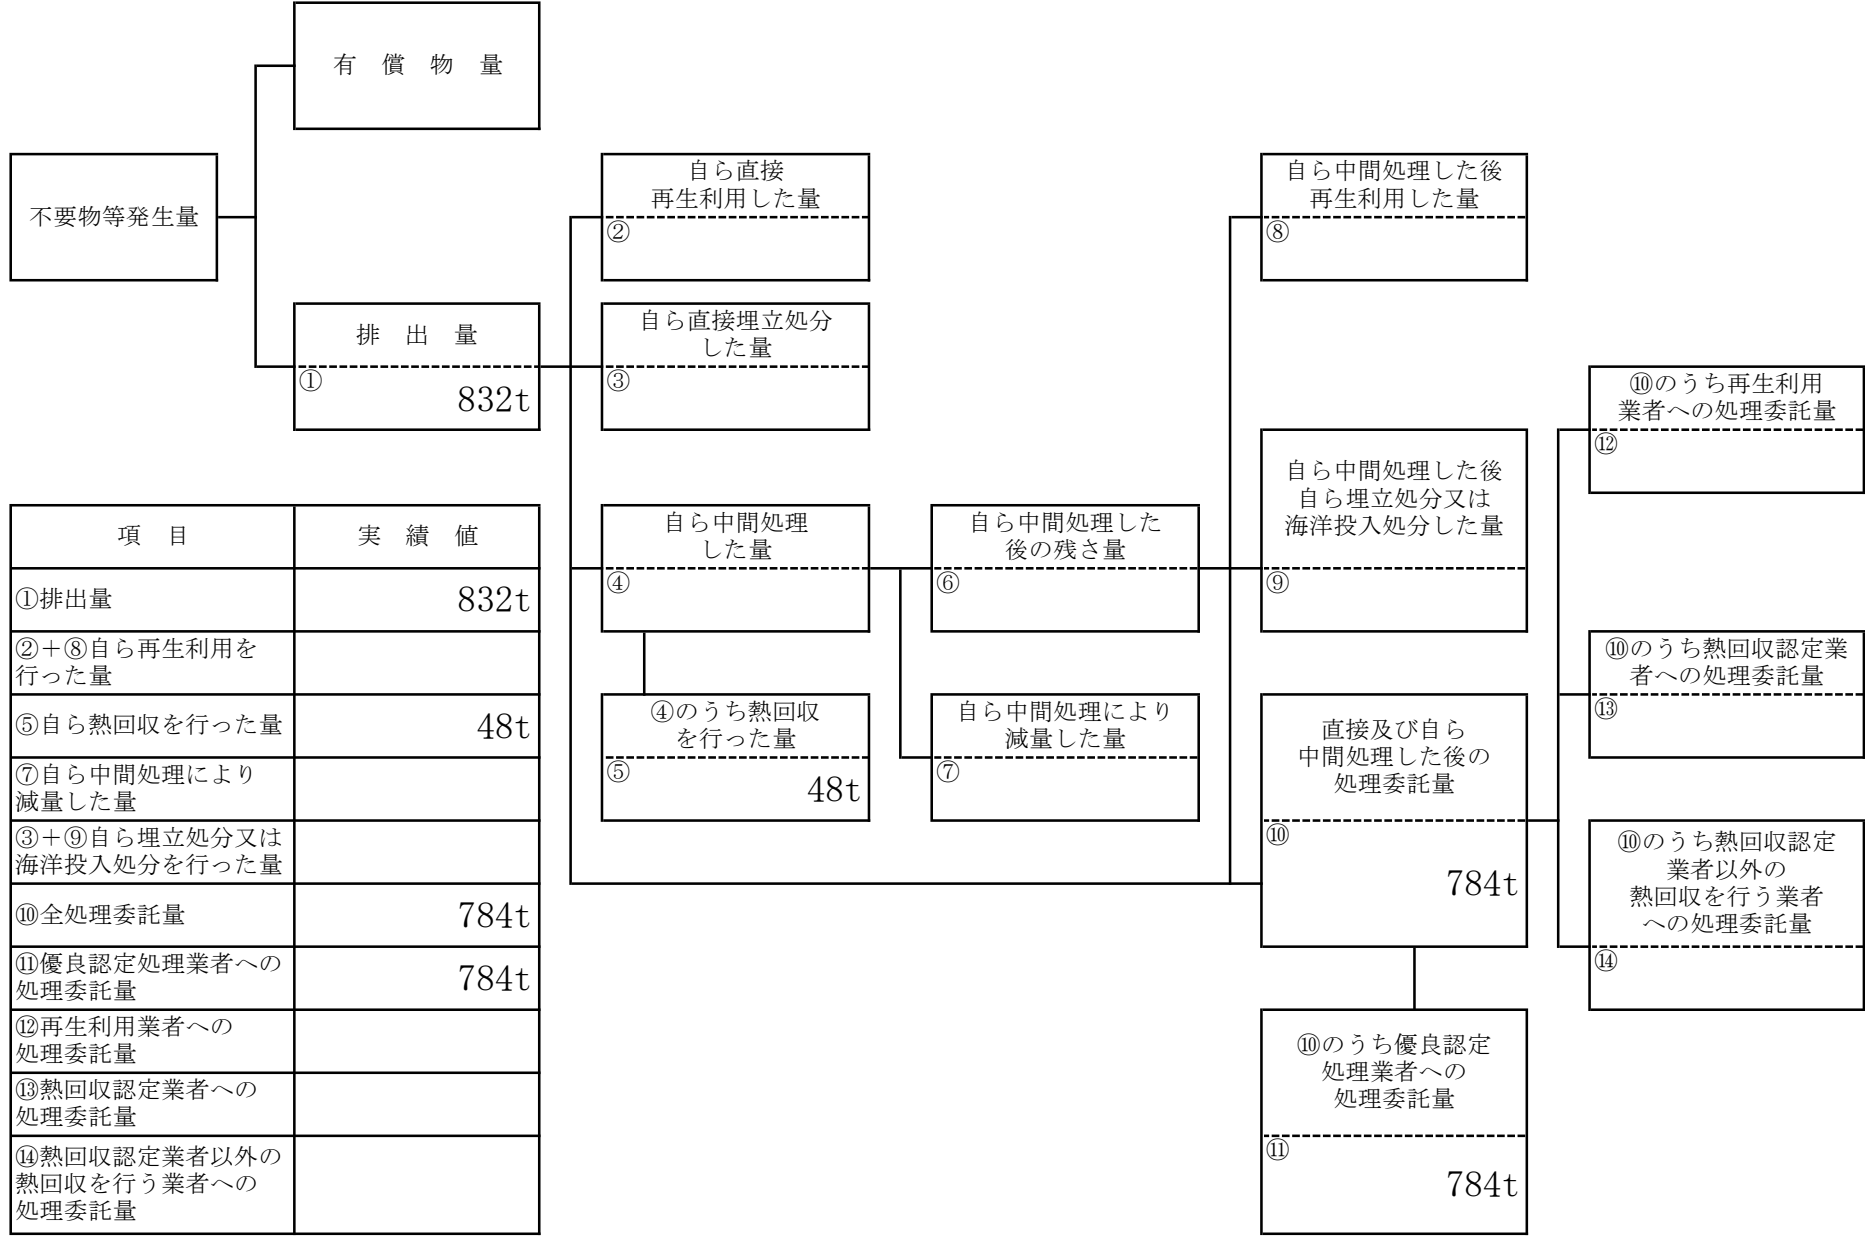 有 償 物 量
不要物等発生量
排 出 量
①
832t
自ら直接
再生利用した量
②
自ら直接埋立処分
した量
③
自ら中間処理
した量
④
④のうち熱回収
を行った量
⑤
48t
自ら中間処理した
後の残さ量
⑥
自ら中間処理により
減量した量
⑦
自ら中間処理した後
再生利用した量
⑧
自ら中間処理した後
自ら埋立処分又は
海洋投入処分した量
⑨
直接及び自ら
中間処理した後の
処理委託量
⑩
784t
⑩のうち優良認定
処理業者への
処理委託量
⑪
784t
⑩のうち再生利用
業者への処理委託量
⑫
⑩のうち熱回収認定業
者への処理委託量
⑬
⑩のうち熱回収認定
業者以外の
熱回収を行う業者
への処理委託量
⑭
項 目
実 績 値
①排出量
832t
②＋⑧自ら再生利用を
行った量
⑤自ら熱回収を行った量
48t
⑦自ら中間処理により
減量した量
③＋⑨自ら埋立処分又は
海洋投入処分を行った量
⑩全処理委託量
784t
⑪優良認定処理業者への
処理委託量
784t
⑫再生利用業者への
処理委託量
⑬熱回収認定業者への
処理委託量
⑭熱回収認定業者以外の
熱回収を行う業者への
処理委託量